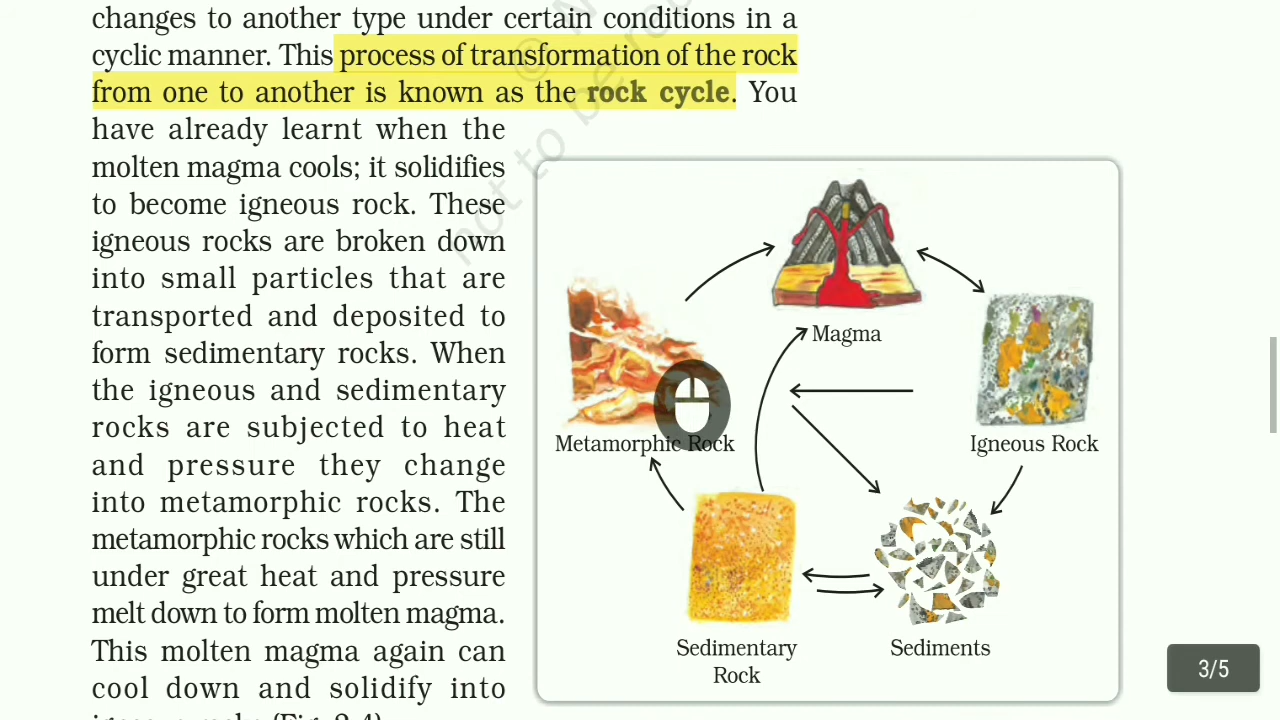 changes to another type under certain conditions in a
cyclic manner. This process of transformation of the rock
from one to another is known as the rock cycle. You
have already learnt when the
molten magma cools; it solidifies
to become igneous rock. These
igneous rocks are broken down
into small particles that are
transported and deposited to
form sedimentary rocks. When
the igneous and sedimentary
rocks are subjected to heat
and pressure they change
into metamorphic rocks. The
metamorphic rocks which are still
under great heat and pressure
melt down to form molten magma.
This molten magma again can
cool down and solidify into
Magma
Metamorphic Rock
Igneous Rock
Sedimentary
Rock
Sediments
© N
not to be re
3/5